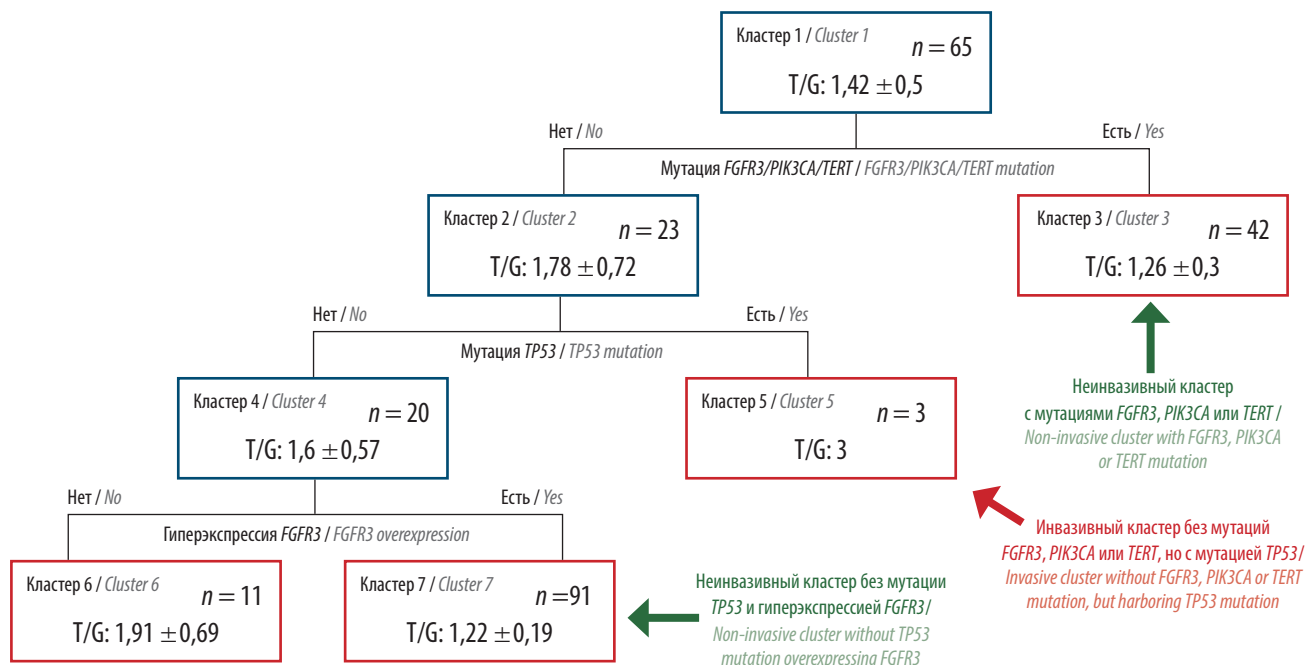 Кластер 1 / Cluster 1
n = 65
T/G: 1,42 ±0,5
Нет / No
Есть / Yes
Мутация FGFR3/PIK3CA/TERT / FGFR3/PIK3CA/TERT mutation
Кластер 2 / Cluster 2
n = 23
T/G: 1,78 ±0,72
Кластер 3 / Cluster 3
n = 42
T/G: 1,26 ±0,3
Нет / No
Есть / Yes
Мутация TP53 / TP53 mutation
Кластер 4 / Cluster 4
n = 20
T/G: 1,6 ±0,57
Кластер 5 / Cluster 5
n = 3
T/G: 3
Неинвазивный кластер
с мутациями FGFR3, PIK3CA или TERT /
Non-invasive cluster with FGFR3, PIK3CA
or TERT mutation
Нет / No
Есть / Yes
Гиперэкспрессия FGFR3 / FGFR3 overexpression
Кластер 6 / Cluster 6
n = 11
T/G: 1,91 ±0,69
Кластер 7 / Cluster 7
n =91
T/G: 1,22 ±0,19
Неинвазивный кластер без мутации
TP53 и гиперэкспрессией FGFR3/
Non-invasive cluster without TP53
mutation overexpressing FGFR3
Инвазивный кластер без мутаций
FGFR3, PIK3CA или TERT, но с мутацией TP53/
Invasive cluster without FGFR3, PIK3CA or TERT
mutation, but harboring TP53 mutation